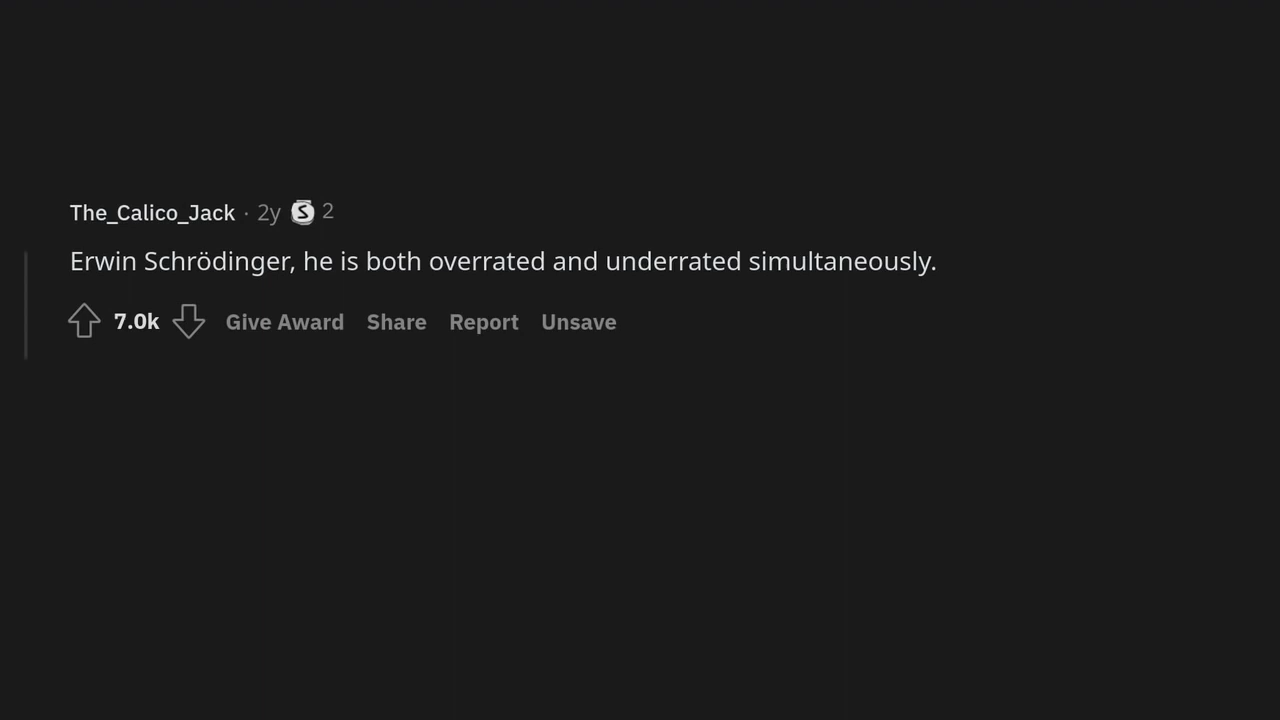 The_Calico_Jack · 2y S 2
Erwin Schrödinger, he is both overrated and underrated simultaneously.
7.0k Give Award Share Report Unsave